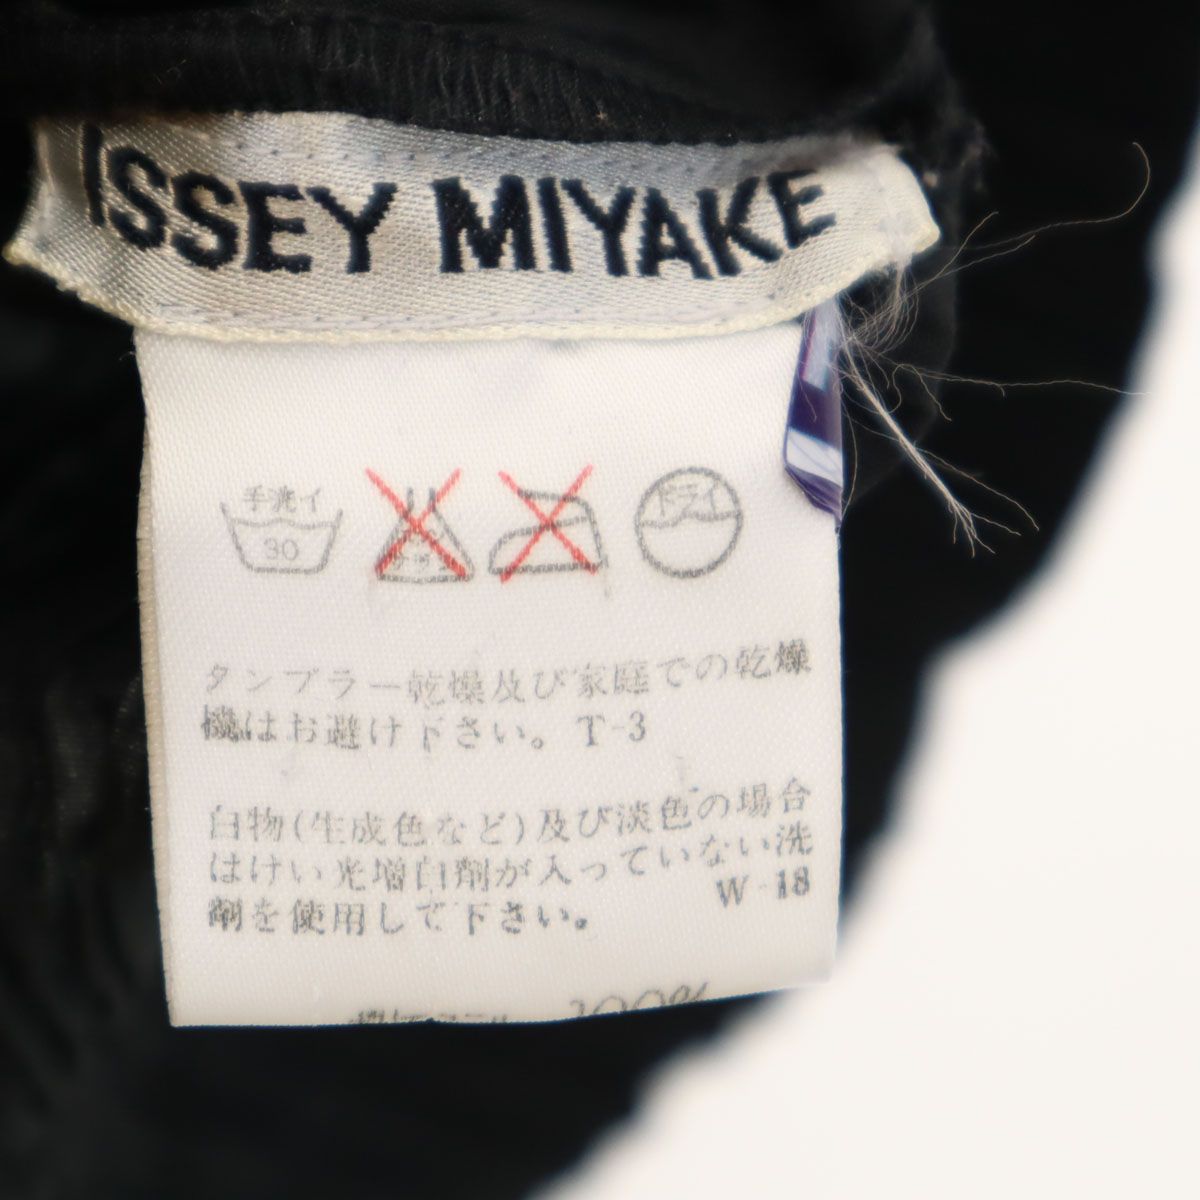 ISSEY MIYAKE
手洗イ
30
ドライ
タンブラー乾燥及び家庭での乾燥
機はお避け下さい。T-3
白物(生成色など)及び淡色の場合
はけい光増白剤が入っていない洗
剤を使用して下さい。 W-18
100%